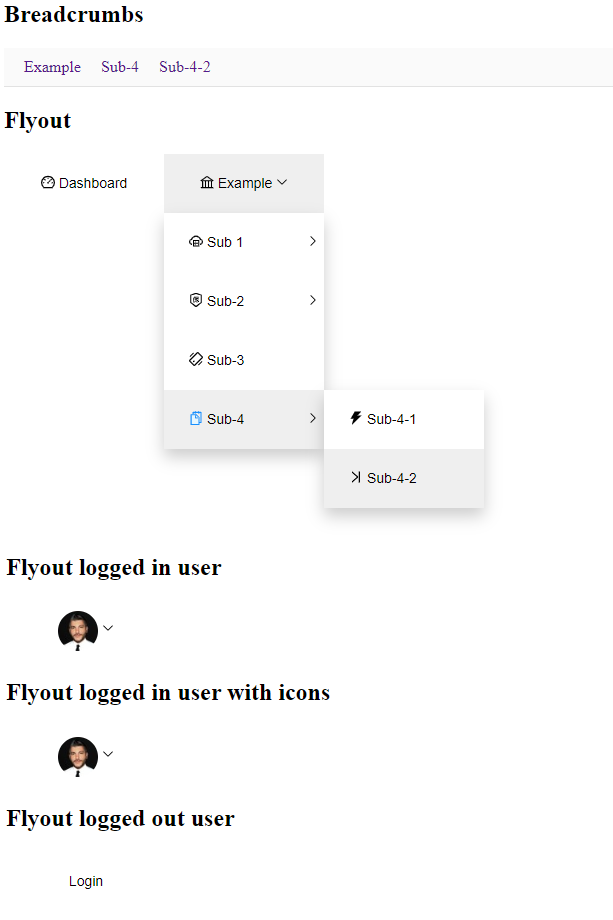 Breadcrumbs
Example Sub-4 Sub-4-2
Flyout
Dashboard Example
Sub 1
Sub-2
Sub-3
Sub-4 Sub-4-1
Sub-4-2
Flyout logged in user
Flyout logged in user with icons
Flyout logged out user
Login